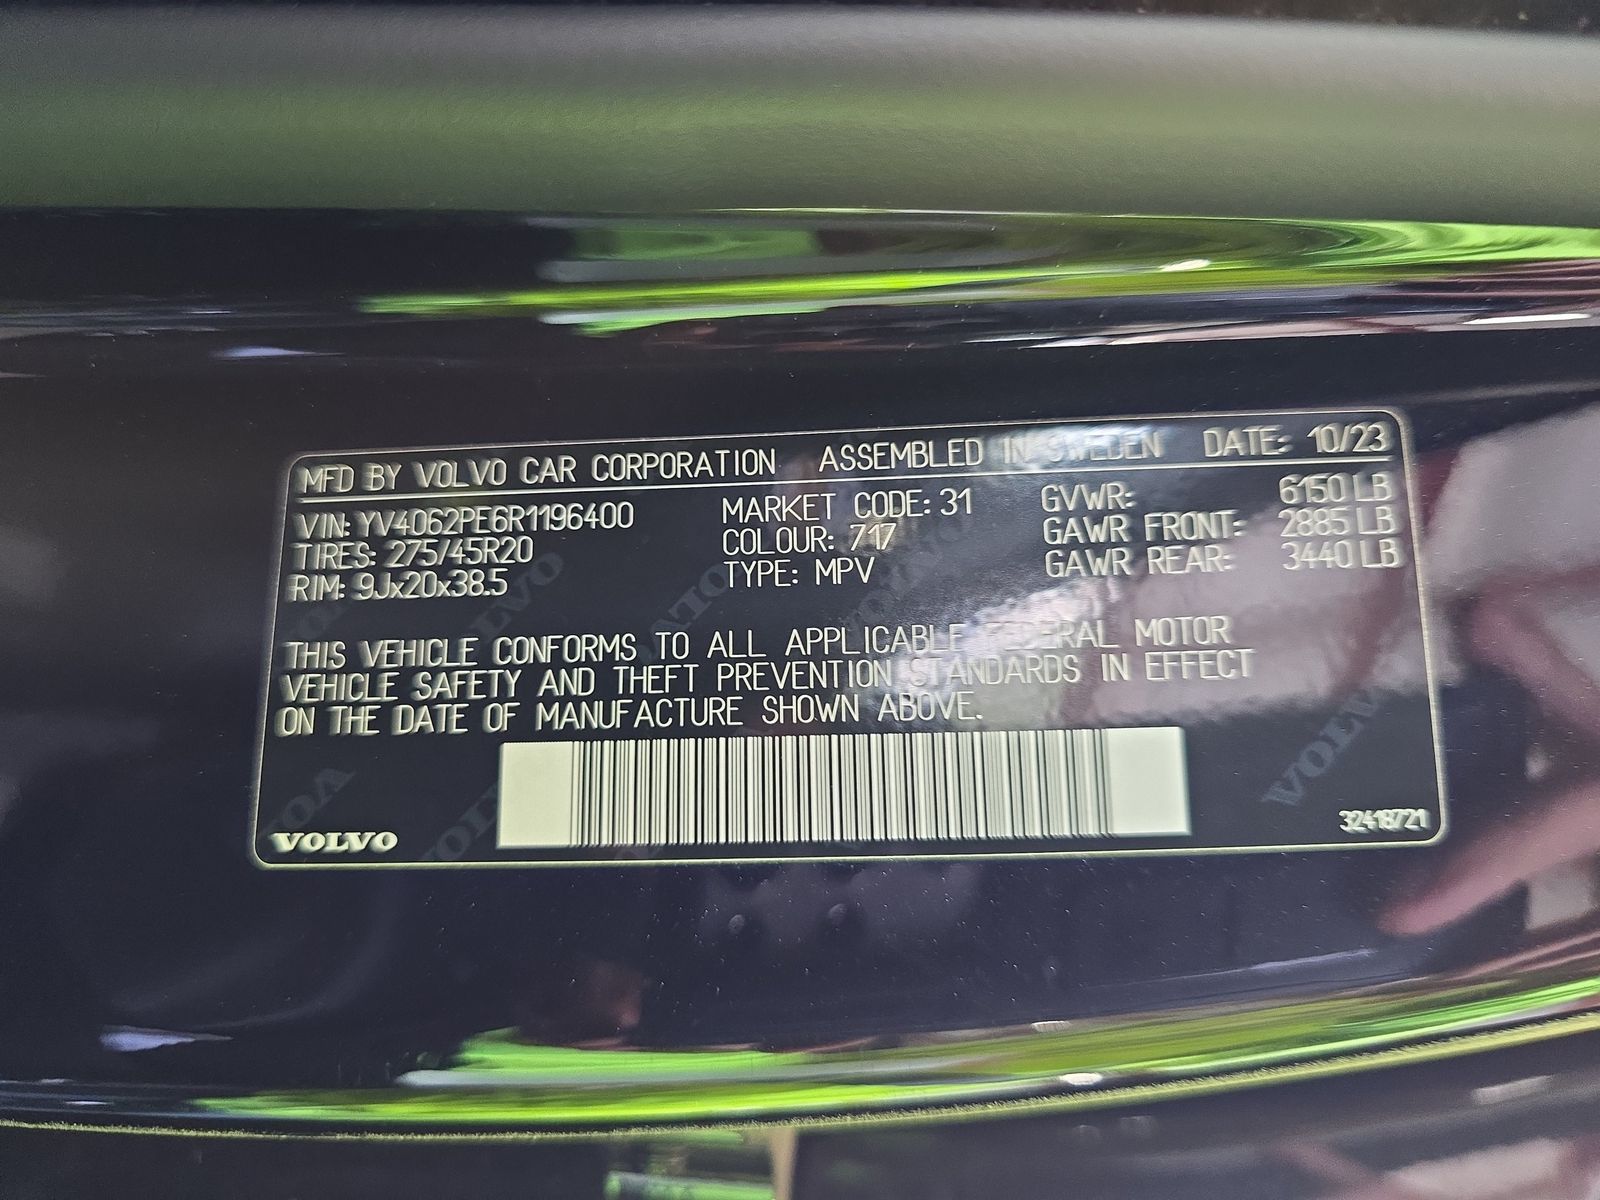 MFD BY VOLVO CAR CORPORATION ASSEMBLED IN SWEDEN DATE: 10/23
VIN: YV4062PE6R1196400 MARKET CODE: 31 GVWR: 6150 LB
TIRES: 275/45R20 COLOUR: 717 GAWR FRONT: 2885 LB
RIM: 9Jx20x38.5 TYPE: MPV GAWR REAR: 3440 LB
THIS VEHICLE CONFORMS TO ALL APPLICABLE FEDERAL MOTOR
VEHICLE SAFETY AND THEFT PREVENTION STANDARDS IN EFFECT
ON THE DATE OF MANUFACTURE SHOWN ABOVE.
VOLVO 32418721